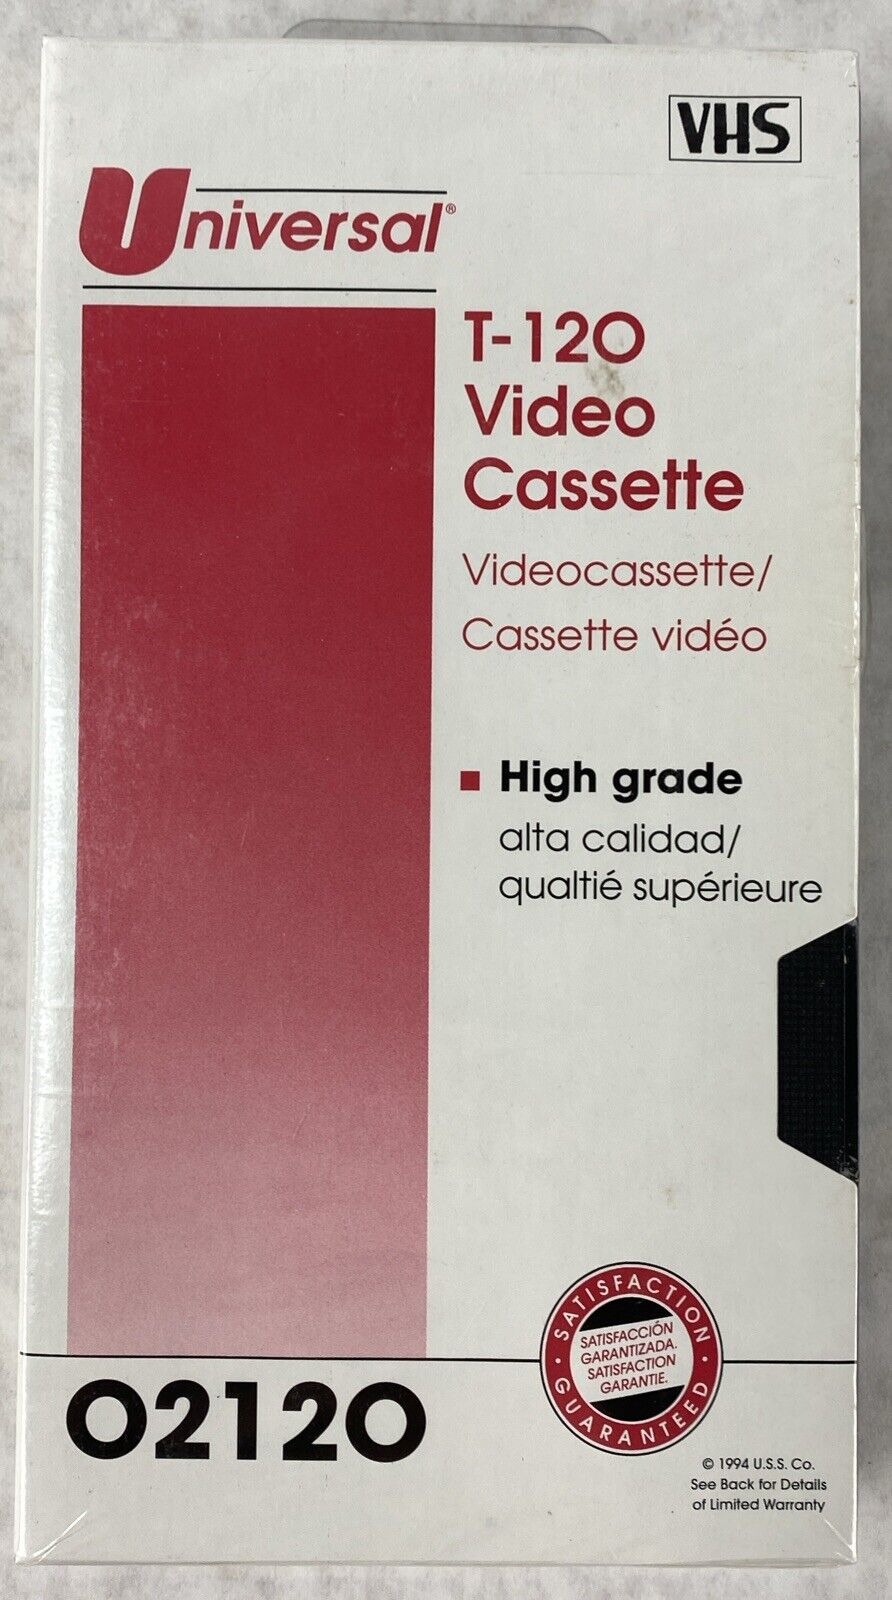 VHS
Universal®
T-120
Video
Cassette
Videocassette/
Cassette vidéo
High grade
alta calidad/
qualtié supérieure
SATISFACTION
SATISFACCIÓN
GARANTIZADA.
SATISFACTION
GARANTIE.
GUARANTEED
02120
© 1994 U.S.S. Co.
See Back for Details
of Limited Warranty